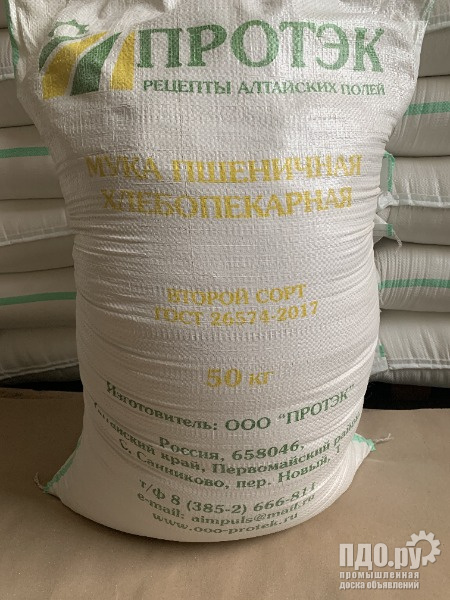 ПРОТЭК
РЕЦЕПТЫ АЛТАЙСКИХ ПОЛЕЙ
МУКА ПШЕНИЧНАЯ
ХЛЕБОПЕКАРНАЯ
ВТОРОЙ СОРТ
ГОСТ 26574-2017
50 кг
Изготовитель: ООО "ПРОТЭК"
Россия, 658046,
Алтайский край, Первомайский район,
С. Санниково, пер. Новый, 1
т/ф 8 (385-2) 666-811
e-mail: aimpuls@mail.ru
www.ooo-protek.ru
ПДО.ру
промышленная
доска объявлений